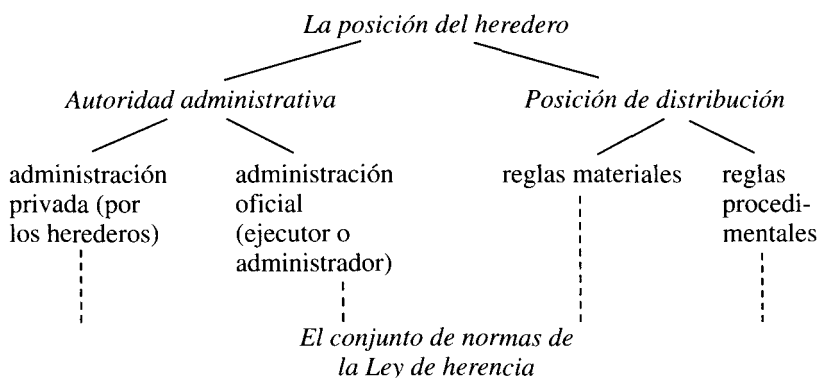 La posición del heredero
Autoridad administrativa
Posición de distribución
administración
privada (por
los herederos)
administración
oficial
(ejecutor o
administrador)
reglas materiales
reglas
procedi-
mentales
El conjunto de normas de
la Ley de herencia